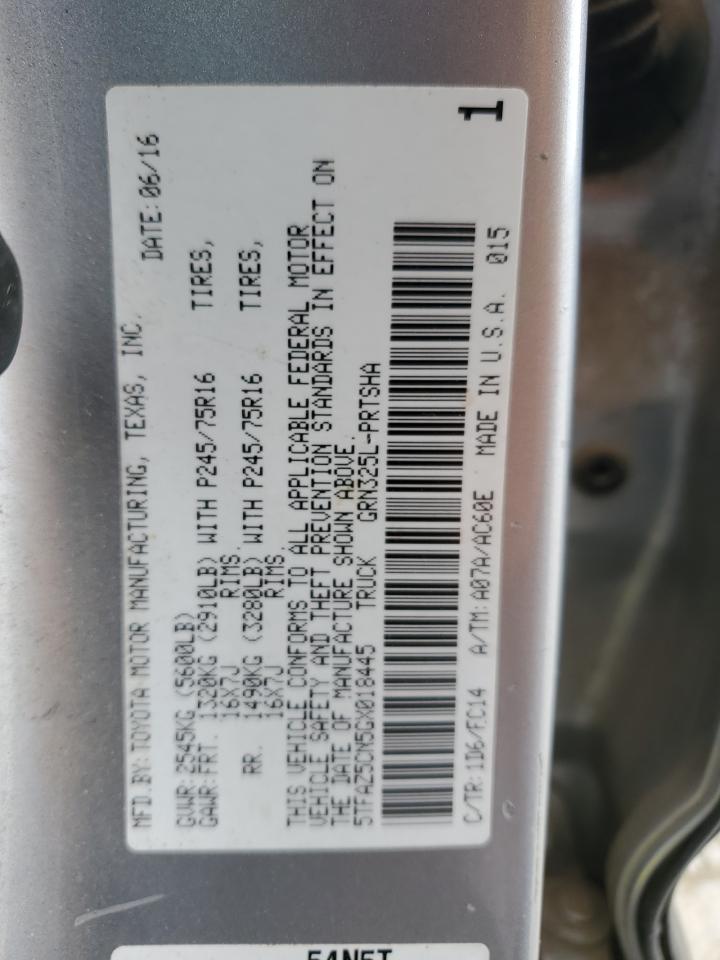 MFD.BY:TOYOTA MOTOR MANUFACTURING, TEXAS, INC.
DATE:06/16
GVWR:2545KG (5600LB)
GAWR:FRT. 1320KG (2910LB) WITH P245/75R16 TIRES,
16X7J RIMS.
RR. 1490KG (3280LB) WITH P245/75R16 TIRES,
16X7J RIMS.
THIS VEHICLE CONFORMS TO ALL APPLICABLE FEDERAL MOTOR
VEHICLE SAFETY AND THEFT PREVENTION STANDARDS IN EFFECT ON
THE DATE OF MANUFACTURE SHOWN ABOVE.
5TFAZ5CN5GX018445 TRUCK GRN325L-PRTSHA
C/TR:1D6/FC14 A/TM:A07A/AC60E MADE IN U.S.A. 015
1